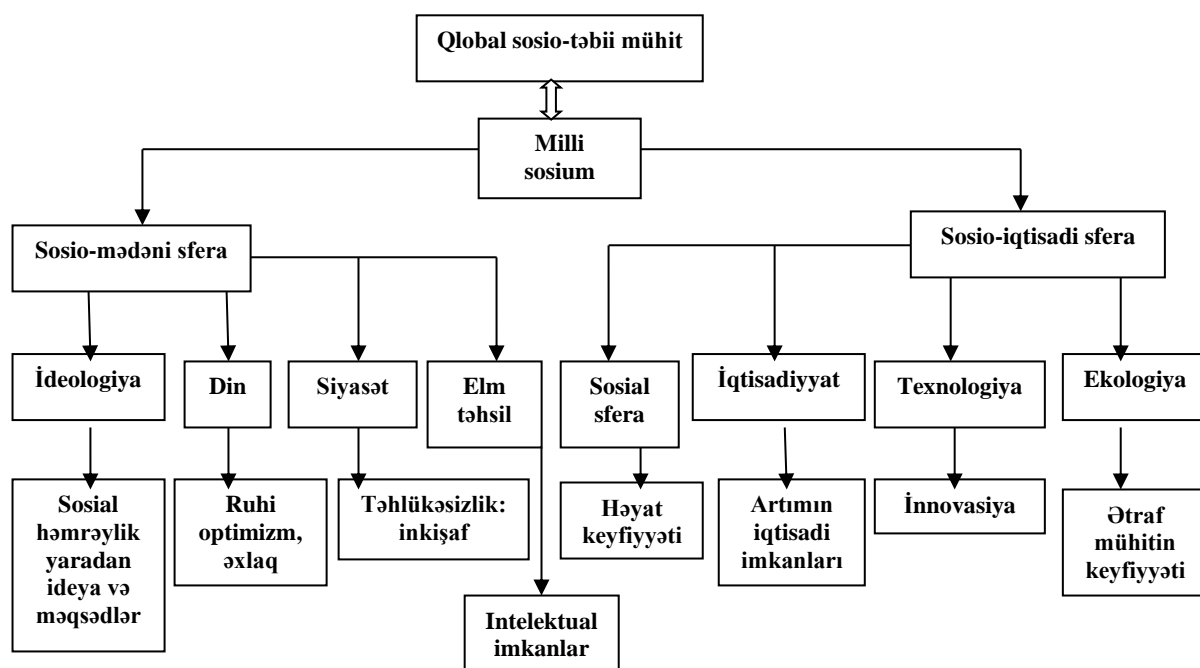 Qlobal sosio-təbii mühit
Milli
sosium
Sosio-mədəni sfera
Sosio-iqtisadi sfera
İdeologiya
Din
Siyasət
Elm
təhsil
Sosial
sfera
İqtisadiyyat
Texnologiya
Ekologiya
Sosial
həmrəylik
yaradan
ideya və
məqsədlər
Ruhi
optimizm,
əxlaq
Təhlükəsizlik:
inkişaf
Intelektual
imkanlar
Həyat
keyfiyyəti
Artımın
iqtisadi
imkanları
İnnovasiya
Ətraf
mühitin
keyfiyyəti